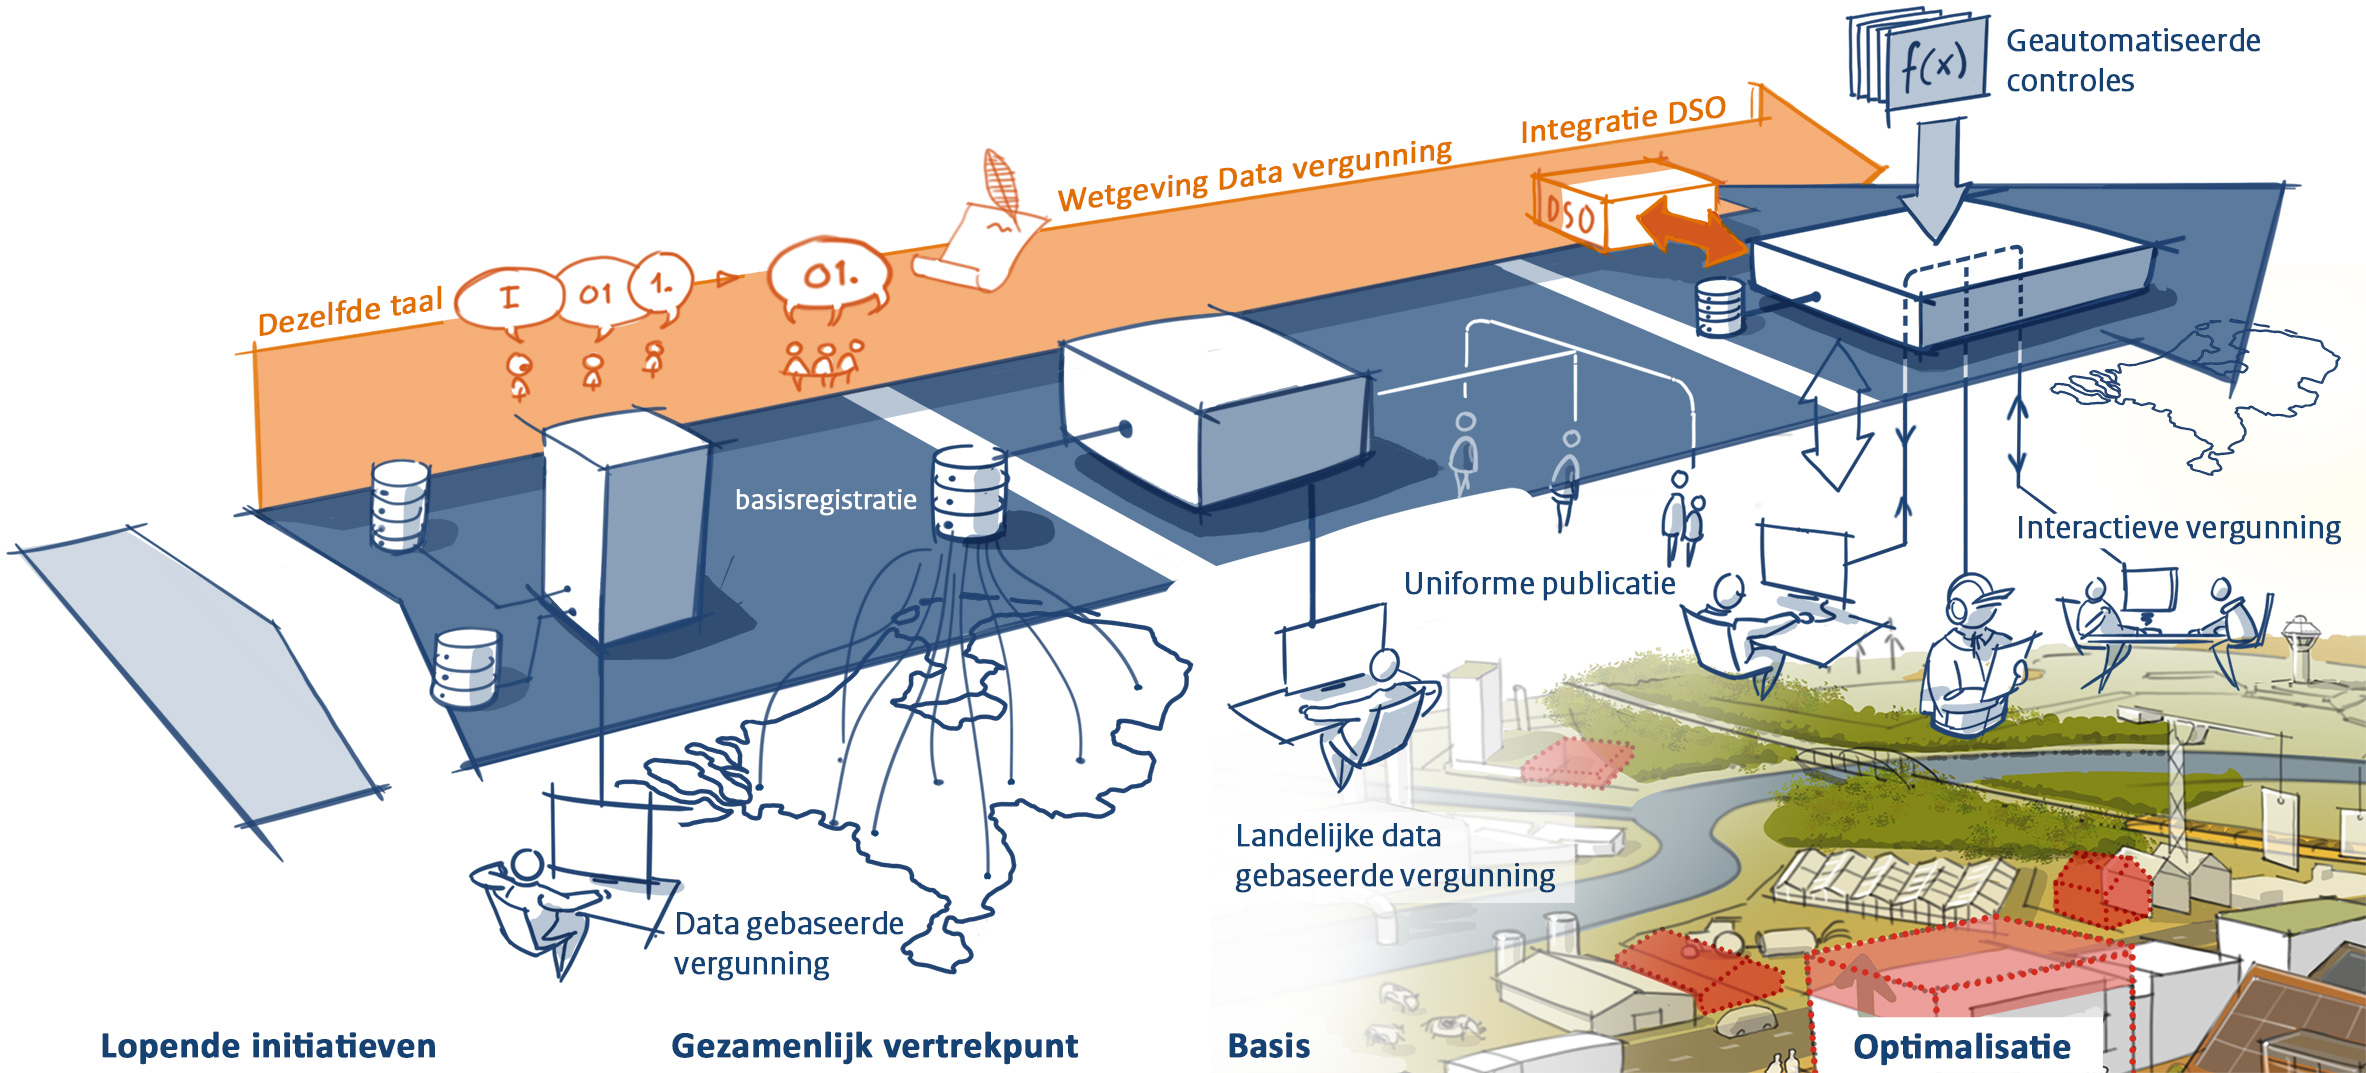 Geautomatiseerde
controles
f(x)
Integratie DSO
Wetgeving Data vergunning
DSO
Dezelfde taal
I
01
1.
01.
basisregistratie
Interactieve vergunning
Uniforme publicatie
Landelijke data
gebaseerde vergunning
Data gebaseerde
vergunning
Lopende initiatieven
Gezamenlijk vertrekpunt
Basis
Optimalisatie